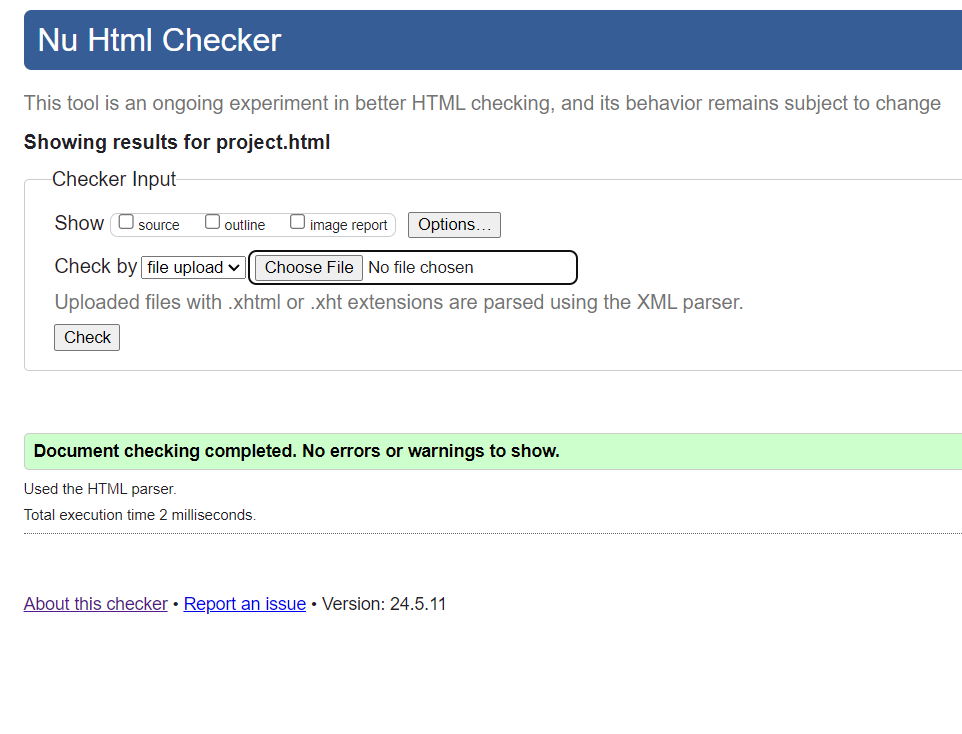 Nu Html Checker
This tool is an ongoing experiment in better HTML checking, and its behavior remains subject to change
Showing results for project.html
Checker Input
Show source outline image report Options…
Check by file upload Choose File No file chosen
Uploaded files with .xhtml or .xht extensions are parsed using the XML parser.
Check
Document checking completed. No errors or warnings to show.
Used the HTML parser.
Total execution time 2 milliseconds.
About this checker • Report an issue • Version: 24.5.11